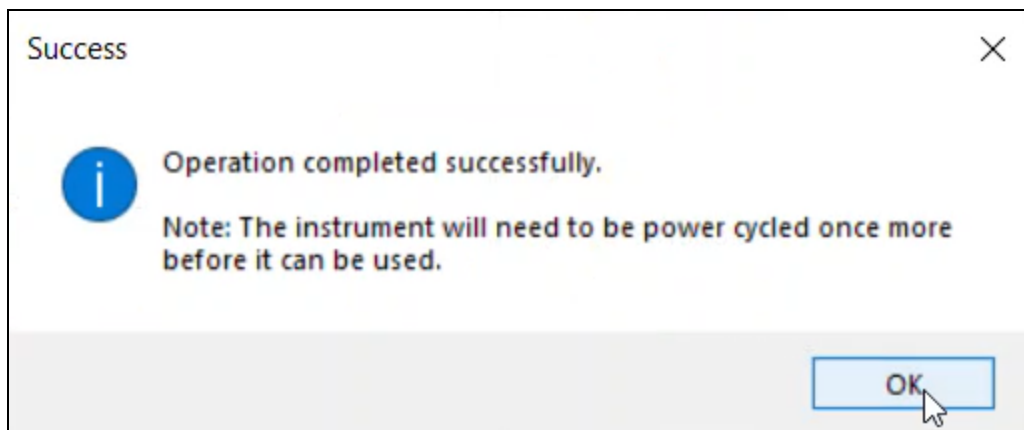 Success
Operation completed successfully.
Note: The instrument will need to be power cycled once more
before it can be used.
OK